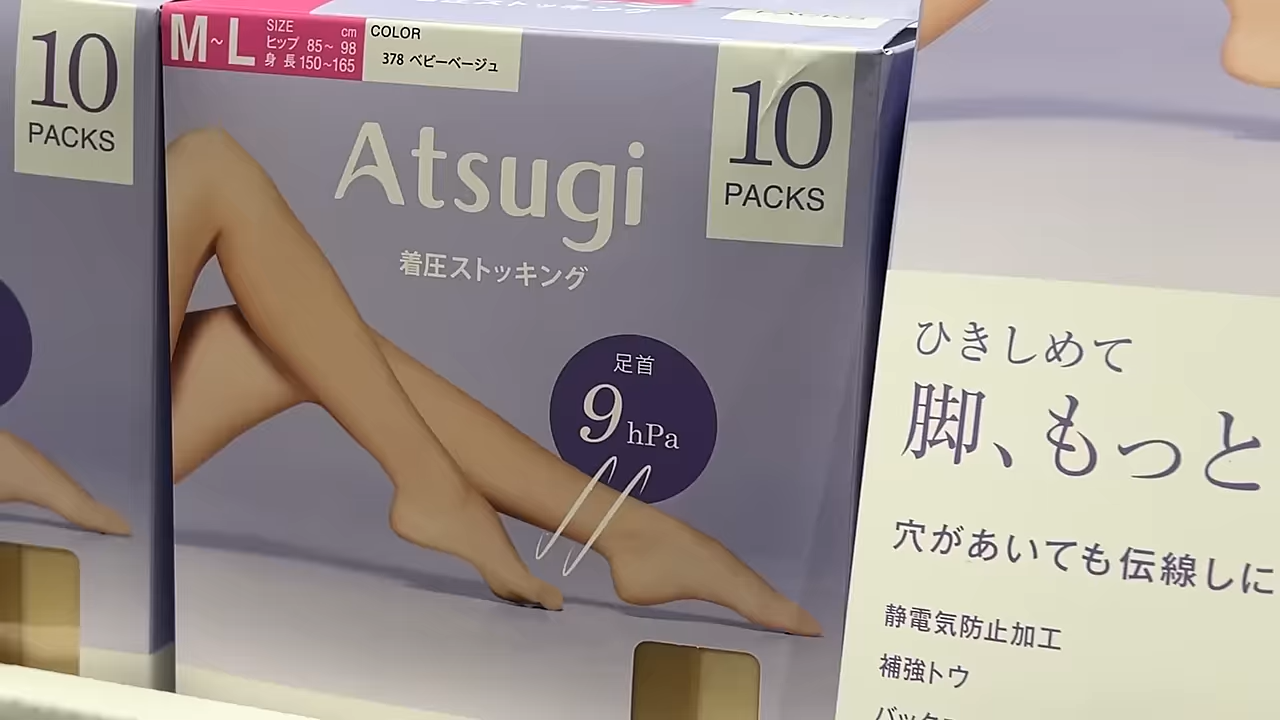 10
PACKS
M~L
SIZE cm
ヒップ 85~98
身長150~165
COLOR
378 ベビーベージュ
10
PACKS
Atsugi
着圧ストッキング
足首
9 hPa
ひきしめて
脚、もっと
穴があいても伝線しに
静電気防止加工
補強トウ